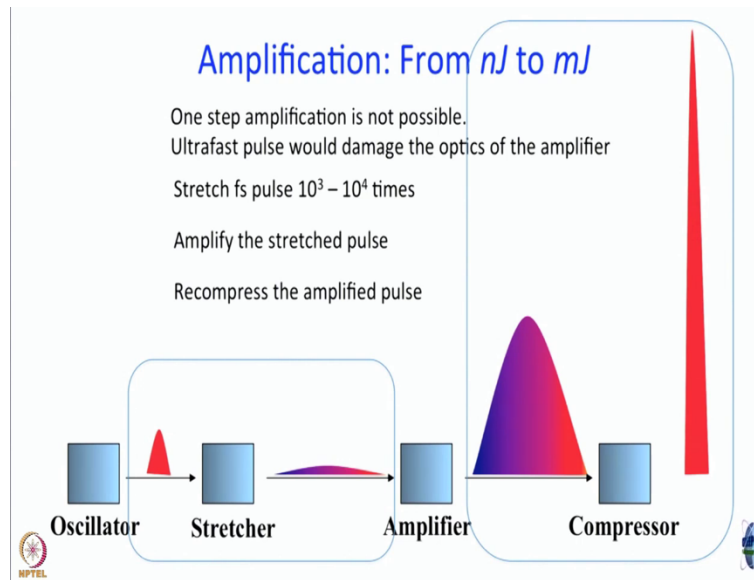 Amplification: From nJ to mJ
One step amplification is not possible.
Ultrafast pulse would damage the optics of the amplifier
Stretch fs pulse 10³ – 10⁴ times
Amplify the stretched pulse
Recompress the amplified pulse
Oscillator
Stretcher
Amplifier
Compressor
NPTEL